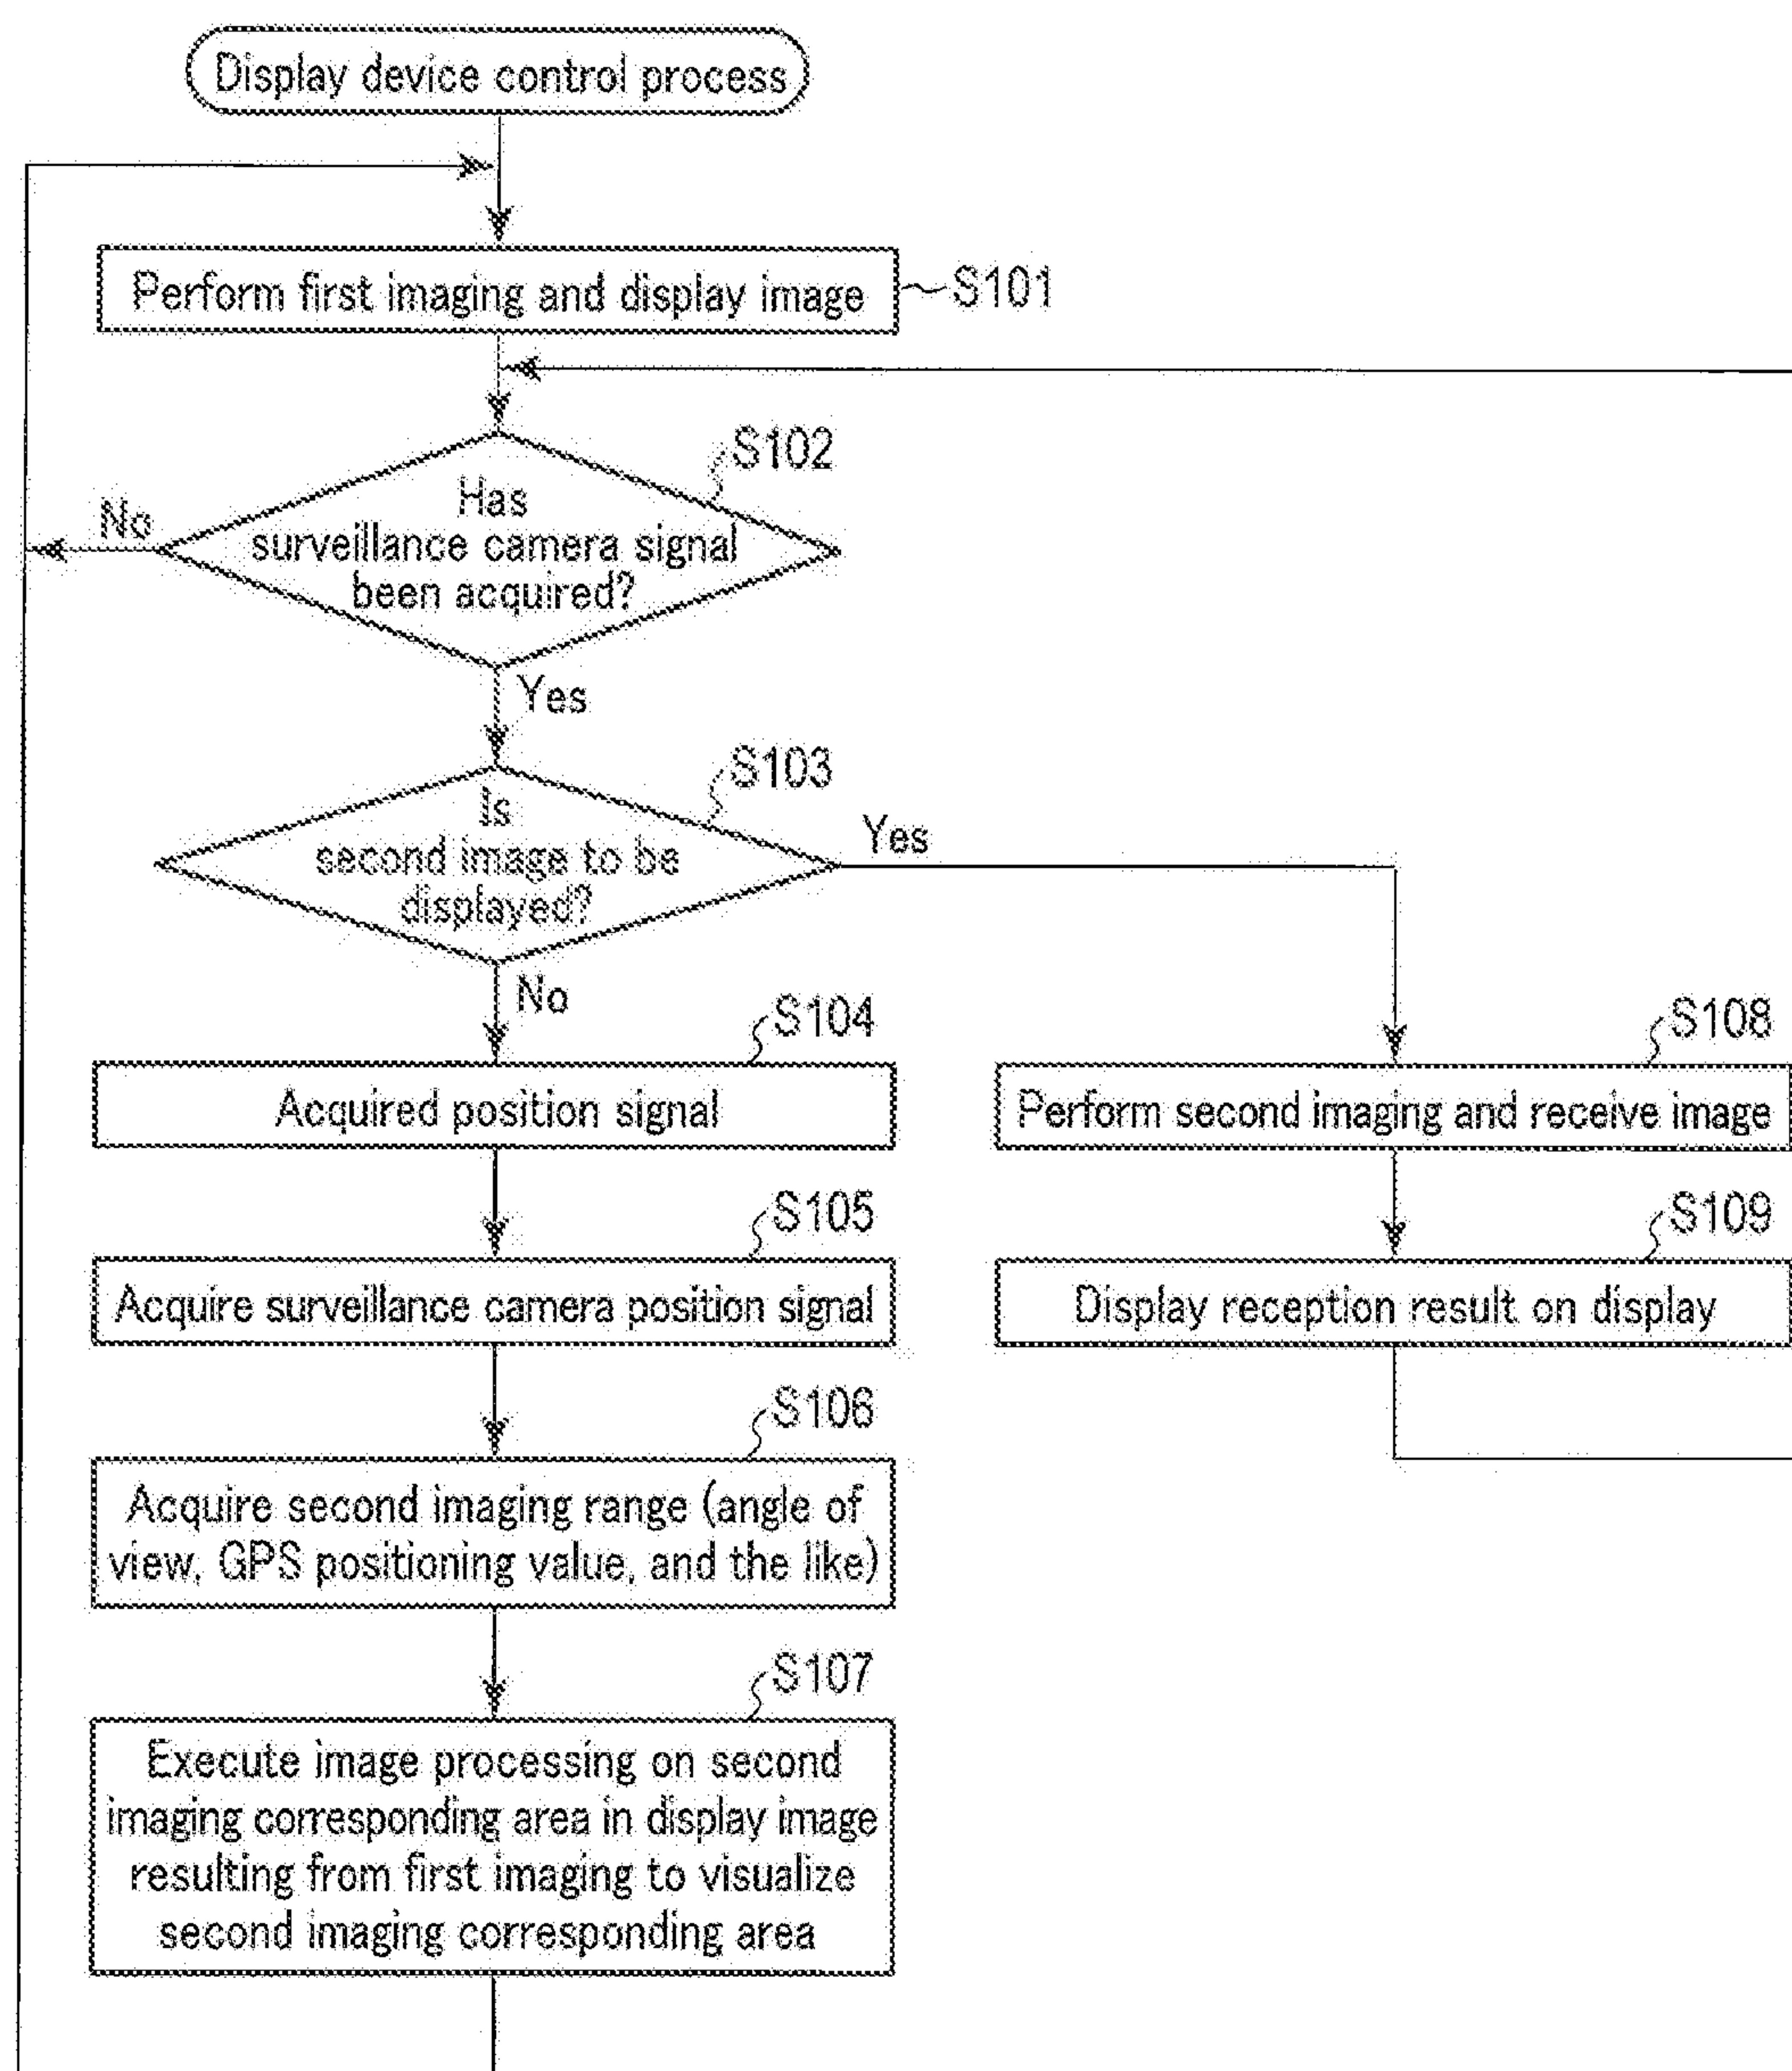 Display device control process
Perform first imaging and display image
S101
S102
Has
surveillance camera signal
been acquired?
No
Yes
S103
Is
second image to be
displayed?
Yes
No
S104
Acquired position signal
S105
Acquire surveillance camera position signal
S106
Acquire second imaging range (angle of
view, GPS positioning value, and the like)
S107
Execute image processing on second
imaging corresponding area in display image
resulting from first imaging to visualize
second imaging corresponding area
S108
Perform second imaging and receive image
S109
Display reception result on display